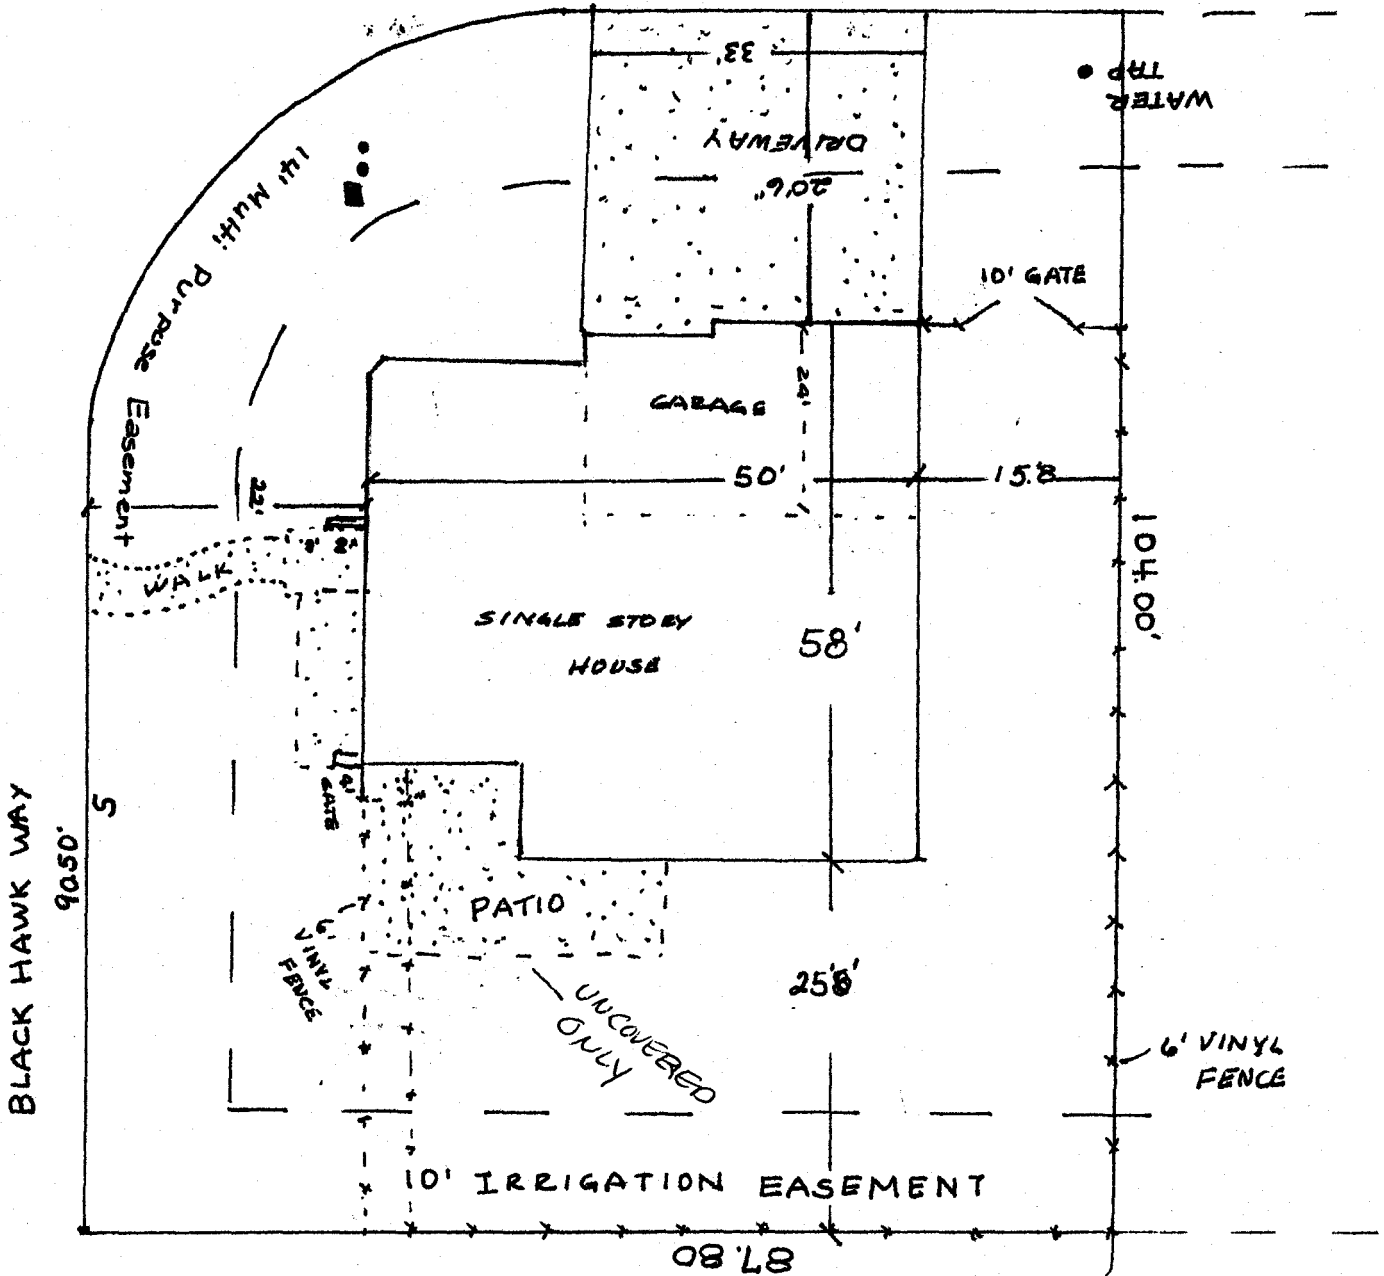 33'
WATER
TAP
DRIVEWAY
20'6"
14' Multi Purpose Easement
10' GATE
24'
GARAGE
50'
15'8
22'
8'
WALK
104.00'
SINGLE STORY
HOUSE
58'
4'
GATE
S
BLACK HAWK WAY
90.50'
PATIO
6'
VINYL
FENCE
UNCOVERED
ONLY
25'8'
6' VINYL
FENCE
10' IRRIGATION EASEMENT
87.80